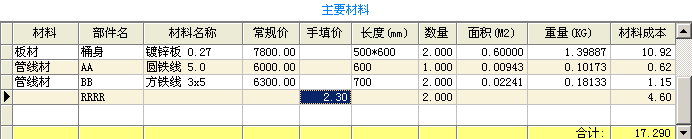 主要材料
材料 部件名 材料名称 常规价 手填价 长度(mm) 数量 面积(M2) 重量(KG) 材料成本
板材 桶身 镀锌板 0.27 7800.00 500*600 2.000 0.60000 1.39887 10.92
管线材 AA 圆铁线 5.0 6000.00 600 1.000 0.00943 0.10173 0.62
管线材 BB 方铁线 3x5 6300.00 700 2.000 0.02241 0.18133 1.15
RRRR 2.30 2.000 4.60
合计: 17.290